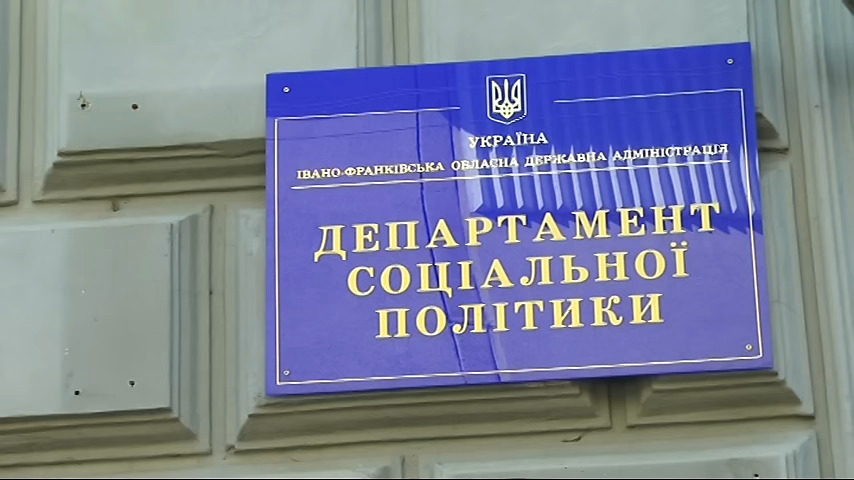 УКРАЇНА
ІВАНО-ФРАНКІВСЬКА ОБЛАСНА ДЕРЖАВНА АДМІНІСТРАЦІЯ
ДЕПАРТАМЕНТ
СОЦІАЛЬНОЇ
ПОЛІТИКИ